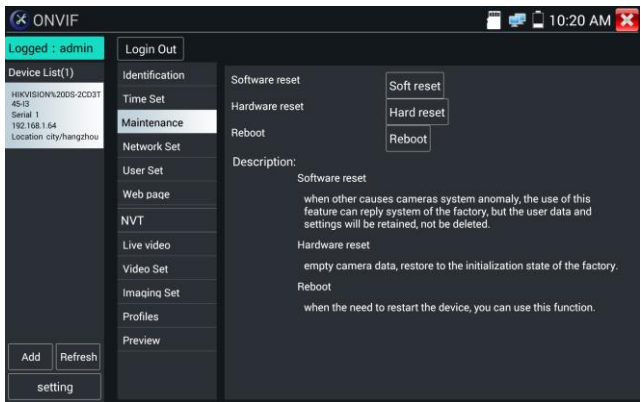 ONVIF
10:20 AM
Logged : admin
Login Out
Device List(1)
HIKVISION%20DS-2CD3T
45-I3
Serial 1
192.168.1.64
Location city/hangzhou
Add
Refresh
setting
Identification
Time Set
Maintenance
Network Set
User Set
Web page
NVT
Live video
Video Set
Imaging Set
Profiles
Preview
Software reset
Soft reset
Hardware reset
Hard reset
Reboot
Reboot
Description:
Software reset
when other causes cameras system anomaly, the use of this
feature can reply system of the factory, but the user data and
settings will be retained, not be deleted.
Hardware reset
empty camera data, restore to the initialization state of the factory.
Reboot
when the need to restart the device, you can use this function.